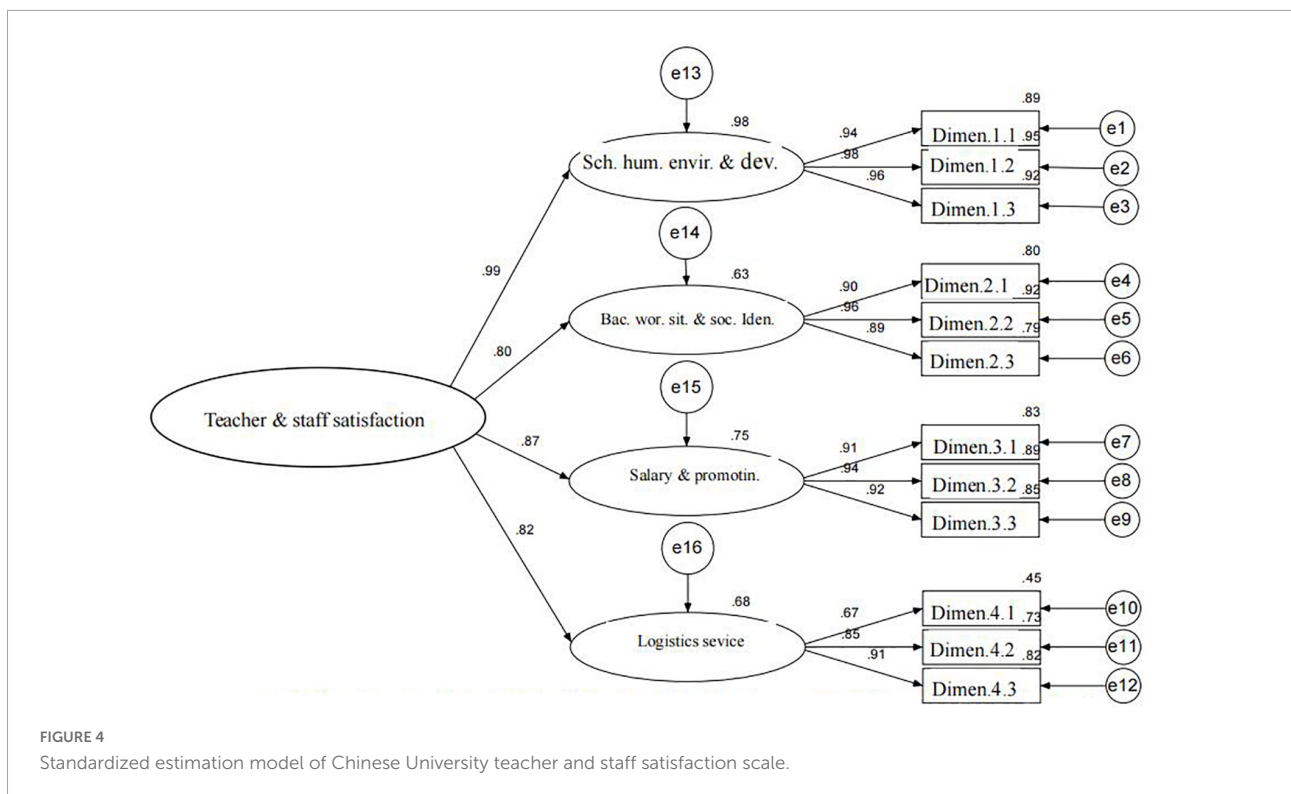 e13
.98
.89
Sch. hum. envir. & dev.
.94
Dimen.1.1
.95
e1
.98
Dimen.1.2
.92
e2
.96
Dimen.1.3
e3
.99
e14
.63
.80
Bac. wor. sit. & soc. Iden.
.90
Dimen.2.1
.92
e4
.96
Dimen.2.2
.79
e5
.89
Dimen.2.3
e6
.80
Teacher & staff satisfaction
e15
.75
.83
.87
Salary & promotin.
.91
Dimen.3.1
.89
e7
.94
Dimen.3.2
.85
e8
.92
Dimen.3.3
e9
.82
e16
.68
.45
Logistics sevice
.67
Dimen.4.1
.73
e10
.85
Dimen.4.2
.82
e11
.91
Dimen.4.3
e12
FIGURE 4
Standardized estimation model of Chinese University teacher and staff satisfaction scale.